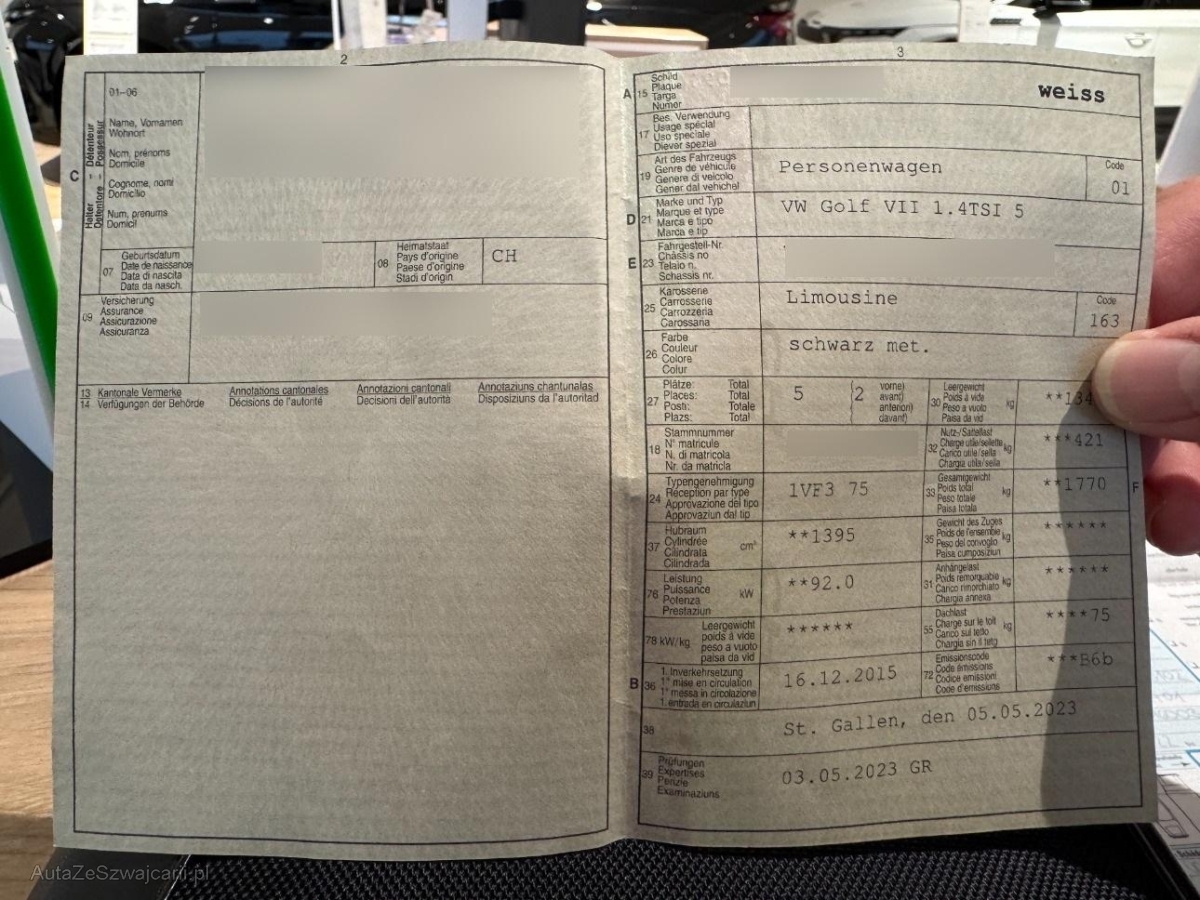 2
01-06
Halter - Détenteur
Detentore - Possessur
C
Name, Vornamen
Wohnort
Nom, prénoms
Domicile
Cognome, nomi
Domicilio
Num, prenums
Domicil
07
Geburtsdatum
Date de naissance
Data di nascita
Data da nasch.
08
Heimatstaat
Pays d'origine
Paese d'origine
Stadi d'origin
CH
09
Versicherung
Assurance
Assicurazione
Assicuranza
13 Kantonale Vermerke Annotations cantonales Annotazioni cantonali Annotaziuns chantunalas
14 Verfügungen der Behörde Décisions de l'autorité Decisioni dell'autorità Disposiziuns da l'autoritad
3
A 15
Schild
Plaque
Targa
Numer
weiss
17
Bes. Verwendung
Usage spécial
Uso speciale
Diever spezial
19
Art des Fahrzeugs
Genre de véhicule
Genere di veicolo
Gener dal vehichel
Personenwagen
Code
01
D 21
Marke und Typ
Marque et type
Marca e tipo
Marca e tip
VW Golf VII 1.4TSI 5
E 23
Fahrgestell-Nr.
Châssis no
Telaio n.
Schassis nr.
25
Karosserie
Carrosserie
Carrozzeria
Carossaria
Limousine
Code
163
26
Farbe
Couleur
Colore
Colur
schwarz met.
27
Plätze: Total
Places: Total
Posti: Totale
Plazs: Total
5 (2
vorne)
avant)
anteriori)
davant)
30
Leergewicht
Poids à vide
Peso a vuoto
Paisa da vid
kg
**134
18
Stammnummer
N° matricule
N. di matricola
Nr. da matricla
32
Nutz-/Sattellast
Charge utile/sellette
Carico utile/sella
Chargia utila/sella
kg
***421
24
Typengenehmigung
Réception par type
Approvazione del tipo
Approvaziun dal tip
1VF3 75
33
Gesamtgewicht
Poids total
Peso totale
Paisa totala
kg
**1770
F
37
Hubraum
Cylindrée
Cilindrata
Cilindrada
cm³
**1395
35
Gewicht des Zuges
Poids de l'ensemble
Peso del convoglio
Paisa cumposiziun
kg
******
76
Leistung
Puissance
Potenza
Prestaziun
kW
**92.0
31
Anhängelast
Poids remorquable
Carico rimorchiato
Chargia annexa
kg
******
78 kW/kg
Leergewicht
poids à vide
peso a vuoto
paisa da vid
******
55
Dachlast
Charge sur le toit
Carico sul tetto
Chargia sin il tetg
kg
****75
B 36
1. Inverkehrsetzung
1re mise en circulation
1a messa in circolazione
1. entrada en circulaziun
16.12.2015
72
Emissionscode
Code émissions
Codice emissioni
Code d'emissions
***B6b
38
St. Gallen, den 05.05.2023
39
Prüfungen
Expertises
Perizie
Examinaziuns
03.05.2023 GR
AutaZeSzwajcarii.pl